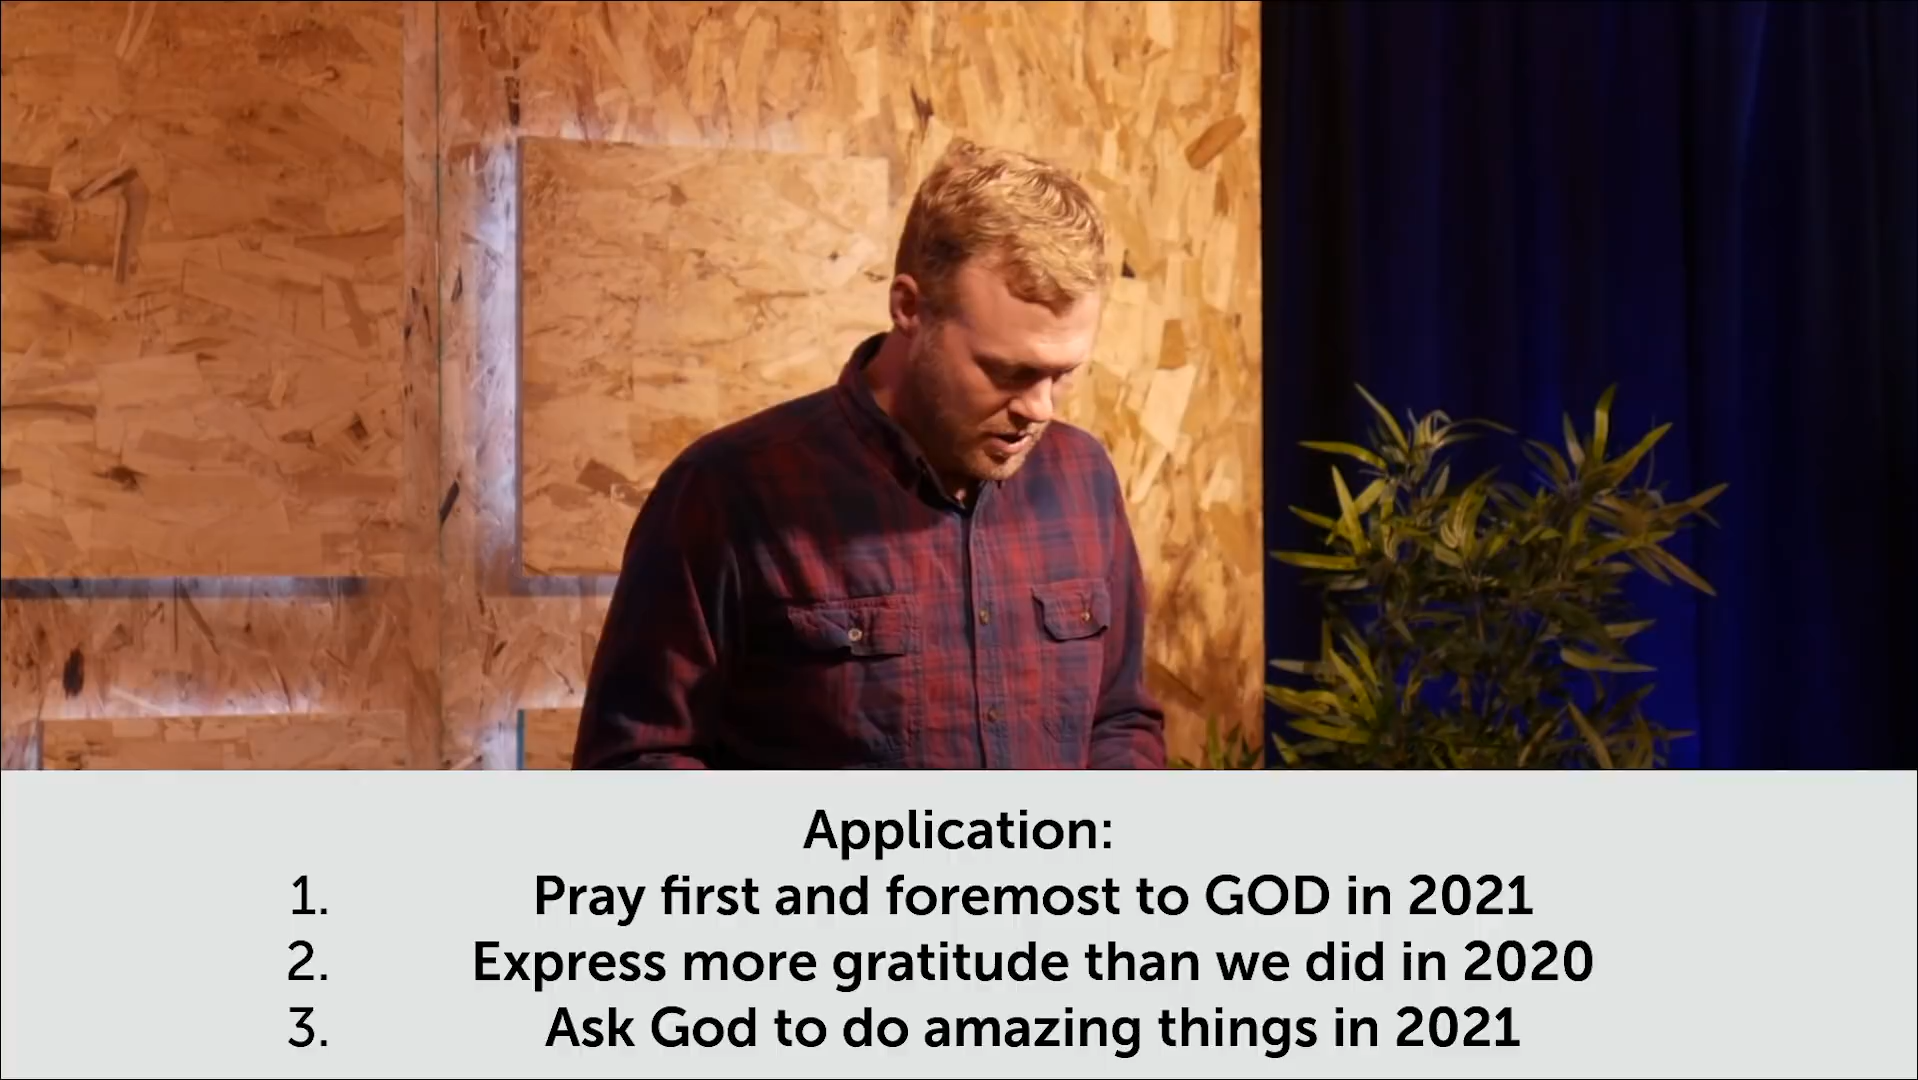 Application:
1. Pray first and foremost to GOD in 2021
2. Express more gratitude than we did in 2020
3. Ask God to do amazing things in 2021